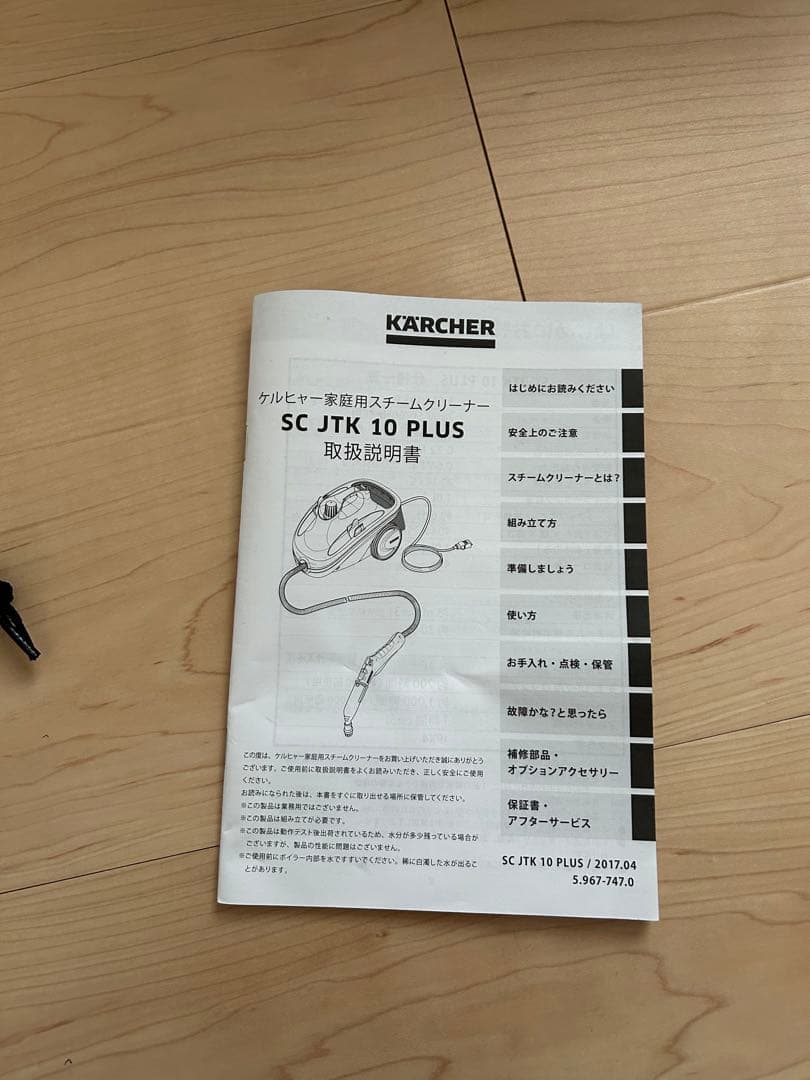 KÄRCHER
ケルヒャー家庭用スチームクリーナー
SC JTK 10 PLUS
取扱説明書
はじめにお読みください
安全上のご注意
スチームクリーナーとは?
組み立て方
準備しましょう
使い方
お手入れ・点検・保管
故障かな?と思ったら
補修部品・
オプションアクセサリー
保証書・
アフターサービス
この度は、ケルヒャー家庭用スチームクリーナーをお買い上げいただき誠にありがとう
ございます。ご使用前に取扱説明書をよくお読みいただき、正しく安全にご使用
ください。
お読みになられた後は、本書をすぐに取り出せる場所に保管してください。
※この製品は業務用ではございません。
※この製品は組み立てが必要です。
※この製品は動作テスト後出荷されているため、水分が多少残っている場合が
ございますが、製品の性能に問題はございません。
※ご使用前にボイラー内部を水ですすいでください。稀に白濁した水が出るこ
とがあります。
SC JTK 10 PLUS / 2017.04
5.967-747.0